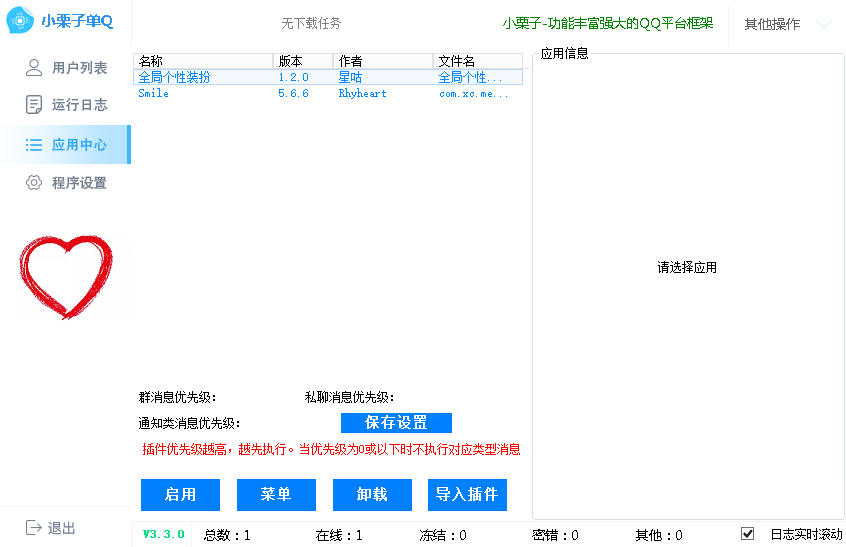 小栗子单Q
无下载任务
小栗子-功能丰富强大的QQ平台框架
其他操作
用户列表
运行日志
应用中心
程序设置
退出
名称 版本 作者 文件名
全局个性装扮 1.2.0 星咕 全局个性...
Smile 5.6.6 Rhyheart com.xc.me...
应用信息
请选择应用
群消息优先级: 私聊消息优先级:
通知类消息优先级: 保存设置
插件优先级越高，越先执行。当优先级为0或以下时不执行对应类型消息
启用 菜单 卸载 导入插件
V3.3.0 总数：1 在线：1 冻结：0 密错：0 其他：0 日志实时滚动